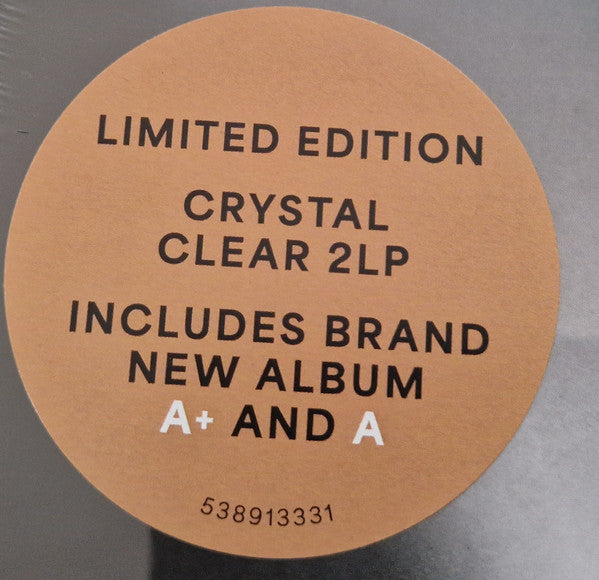 LIMITED EDITION
CRYSTAL
CLEAR 2LP
INCLUDES BRAND
NEW ALBUM
A+ AND A
538913331